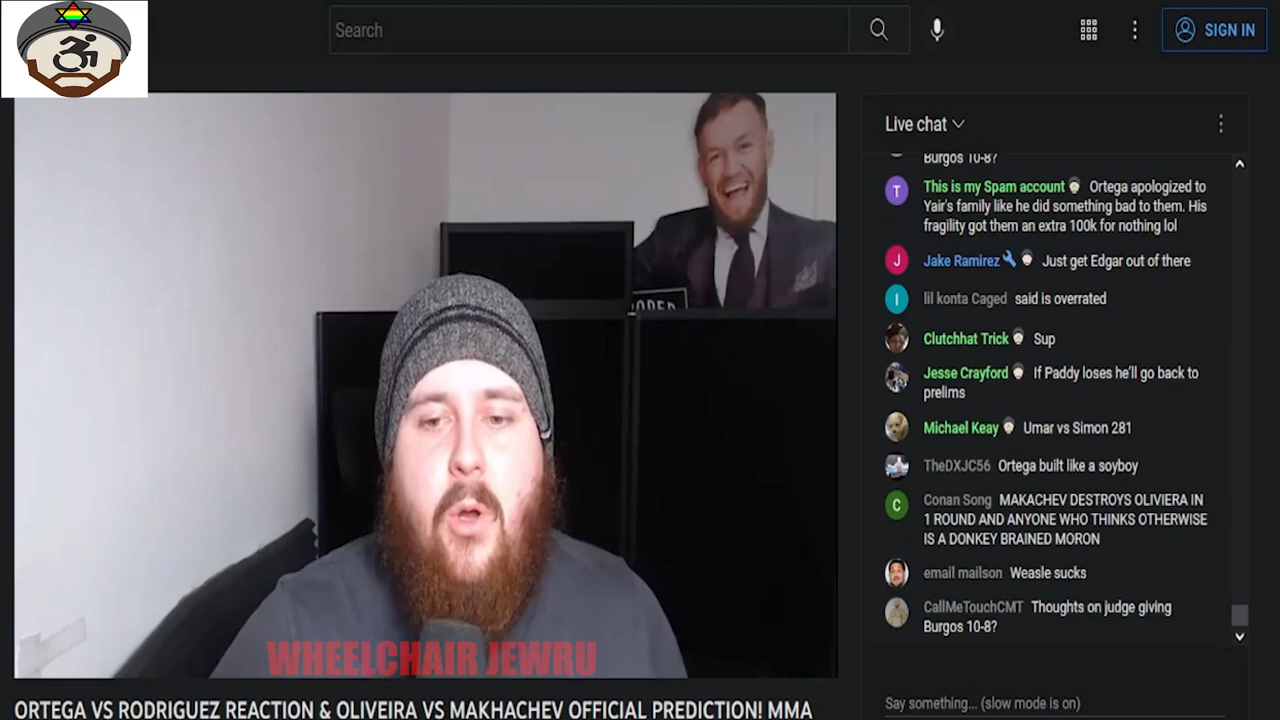 Search
SIGN IN
Live chat
Burgos 10-8?
This is my Spam account Ortega apologized to
Yair's family like he did something bad to them. His
fragility got them an extra 100k for nothing lol
Jake Ramirez Just get Edgar out of there
lil konta Caged said is overrated
Clutchhat Trick Sup
Jesse Crayford If Paddy loses he'll go back to
prelims
Michael Keay Umar vs Simon 281
TheDXJC56 Ortega built like a soyboy
Conan Song MAKACHEV DESTROYS OLIVIERA IN
1 ROUND AND ANYONE WHO THINKS OTHERWISE
IS A DONKEY BRAINED MORON
email mailson Weasle sucks
CallMeTouchCMT Thoughts on judge giving
Burgos 10-8?
Say something... (slow mode is on)
T
J
I
C
WHEELCHAIR JEWRU
ORTEGA VS RODRIGUEZ REACTION & OLIVEIRA VS MAKHACHEV OFFICIAL PREDICTION! MMA